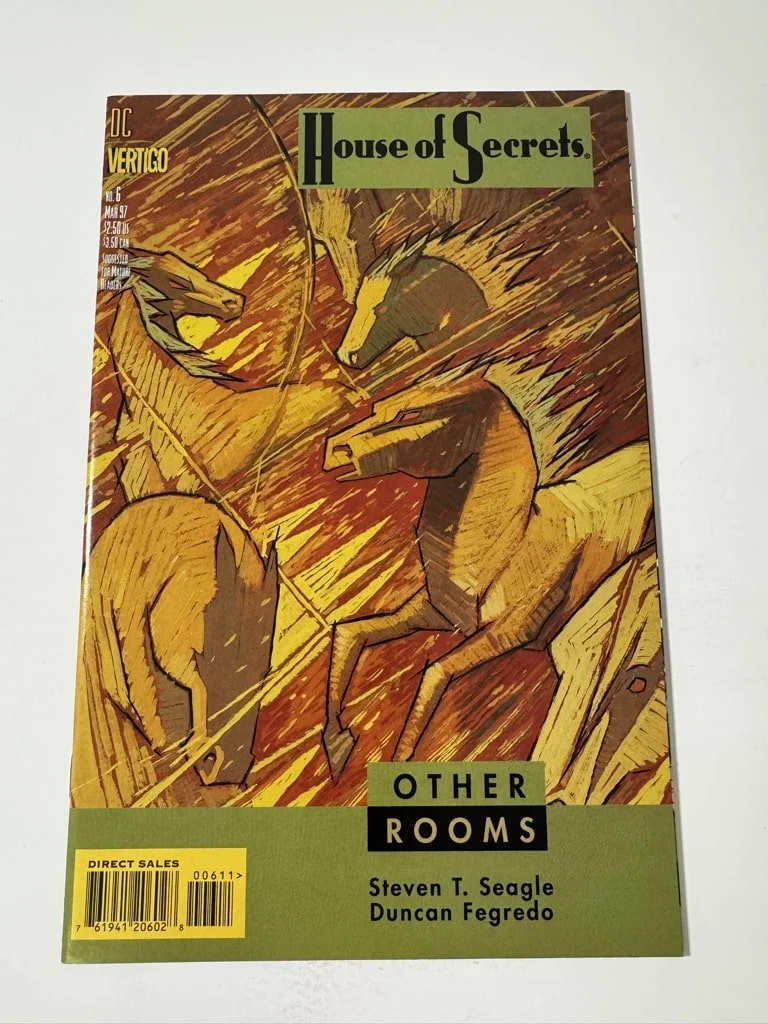 DC
VERTIGO
NO. 6
MAR 97
$2.50 US
$3.50 CAN
SUGGESTED
FOR MATURE
READERS
House of Secrets®
OTHER
ROOMS
Steven T. Seagle
Duncan Fegredo
DIRECT SALES
00611>
7 61941 20602 8